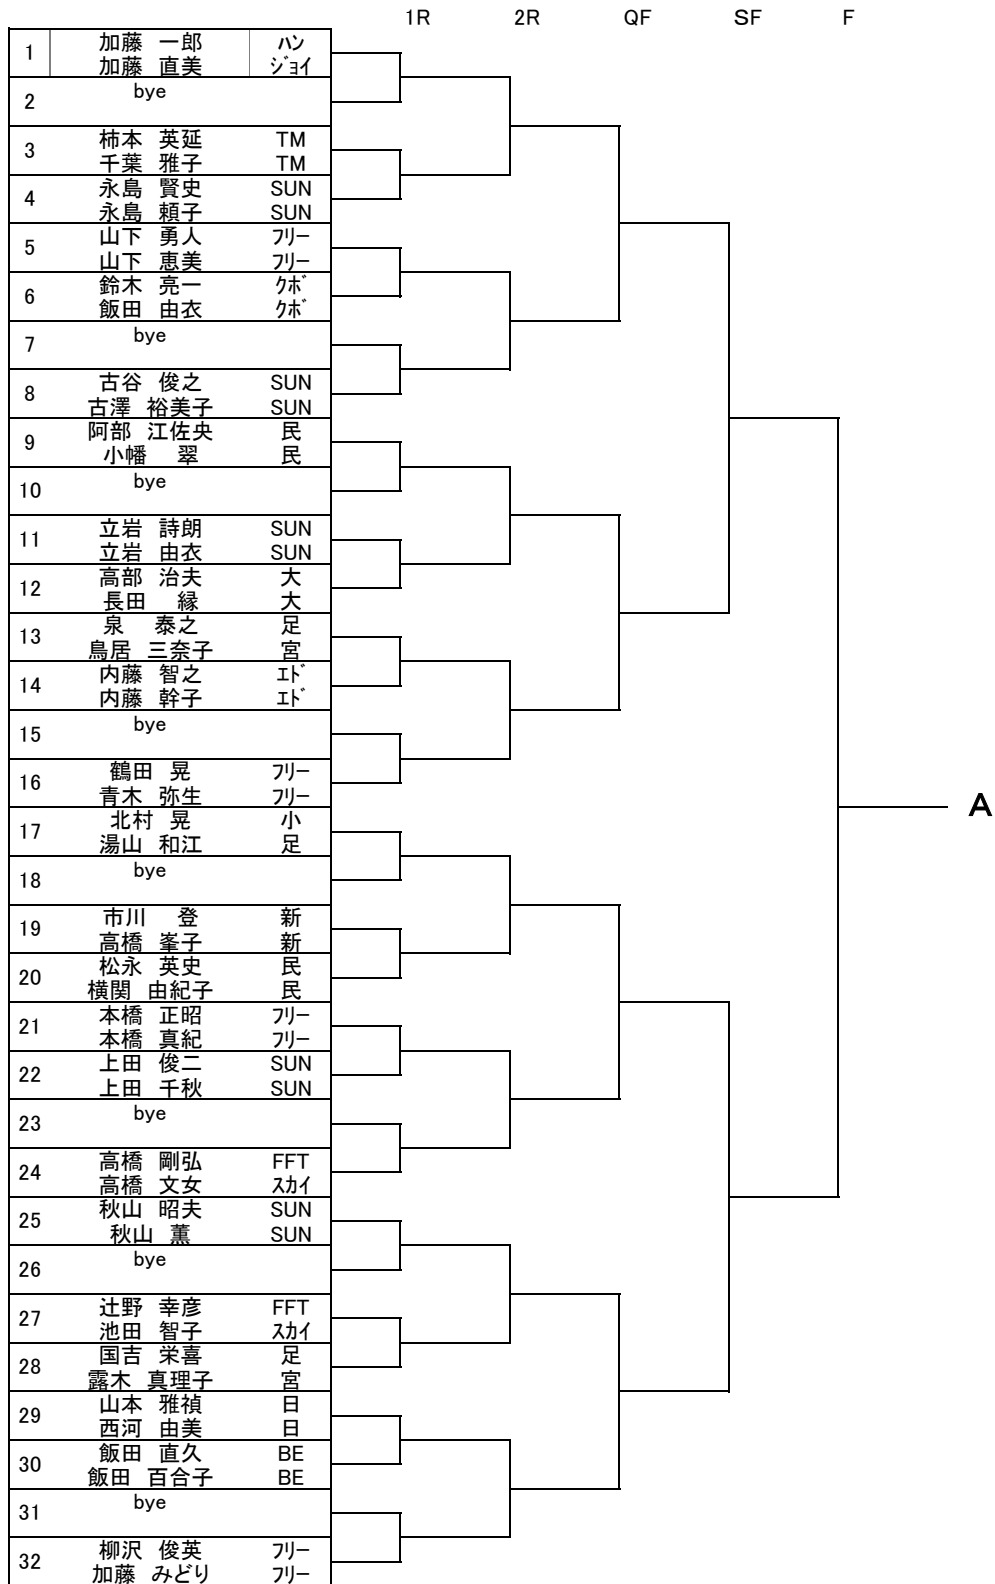 1R 2R QF SF F
1 加藤 一郎 ﾊﾝ
加藤 直美 ｼﾞｮｲ
2 bye
3 柿本 英延 TM
千葉 雅子 TM
4 永島 賢史 SUN
永島 頼子 SUN
5 山下 勇人 ﾌﾘｰ
山下 恵美 ﾌﾘｰ
6 鈴木 亮一 ｸﾎﾞ
飯田 由衣 ｸﾎﾞ
7 bye
8 古谷 俊之 SUN
古澤 裕美子 SUN
9 阿部 江佐央 民
小幡 翠 民
10 bye
11 立岩 詩朗 SUN
立岩 由衣 SUN
12 高部 治夫 大
長田 縁 大
13 泉 泰之 足
鳥居 三奈子 宮
14 内藤 智之 ｴﾄﾞ
内藤 幹子 ｴﾄﾞ
15 bye
16 鶴田 晃 ﾌﾘｰ
青木 弥生 ﾌﾘｰ
A
17 北村 晃 小
湯山 和江 足
18 bye
19 市川 登 新
高橋 峯子 新
20 松永 英史 民
横関 由紀子 民
21 本橋 正昭 ﾌﾘｰ
本橋 真紀 ﾌﾘｰ
22 上田 俊二 SUN
上田 千秋 SUN
23 bye
24 高橋 剛弘 FFT
高橋 文女 ｽｶｲ
25 秋山 昭夫 SUN
秋山 薫 SUN
26 bye
27 辻野 幸彦 FFT
池田 智子 ｽｶｲ
28 国吉 栄喜 足
露木 真理子 宮
29 山本 雅禎 日
西河 由美 日
30 飯田 直久 BE
飯田 百合子 BE
31 bye
32 柳沢 俊英 ﾌﾘｰ
加藤 みどり ﾌﾘｰ